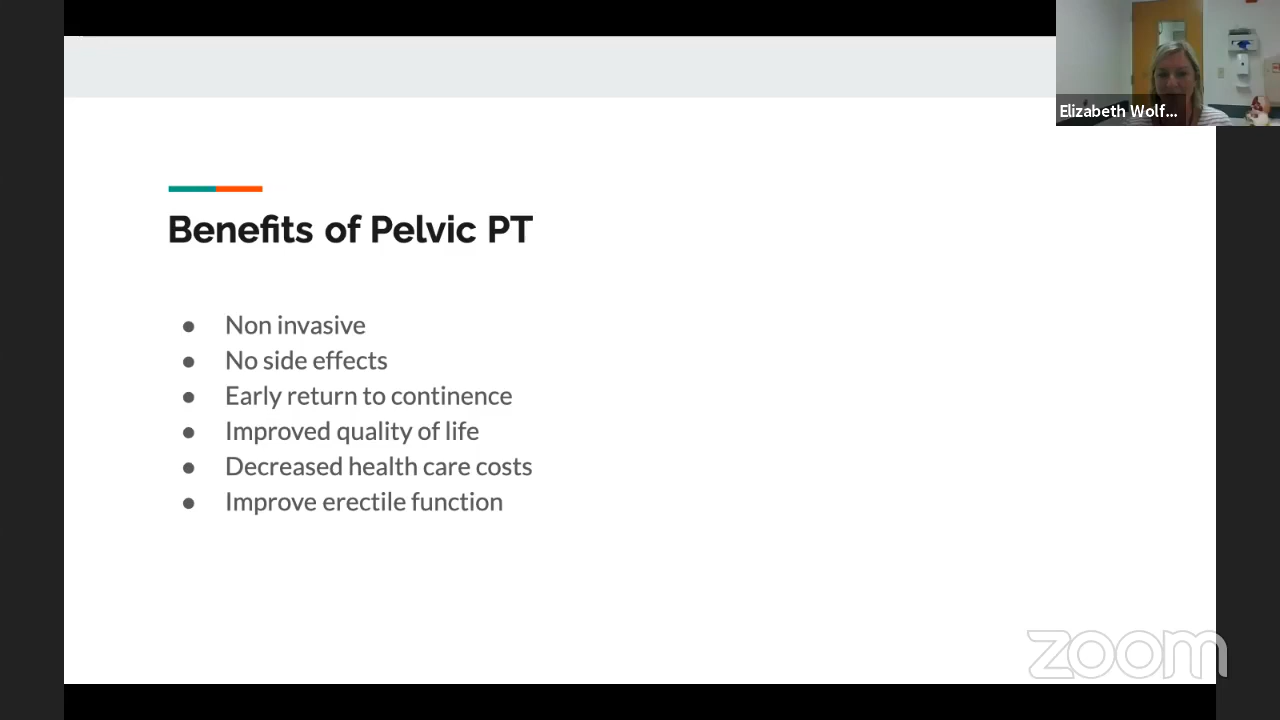 Elizabeth Wolf...
Benefits of Pelvic PT
● Non invasive
● No side effects
● Early return to continence
● Improved quality of life
● Decreased health care costs
● Improve erectile function
zoom